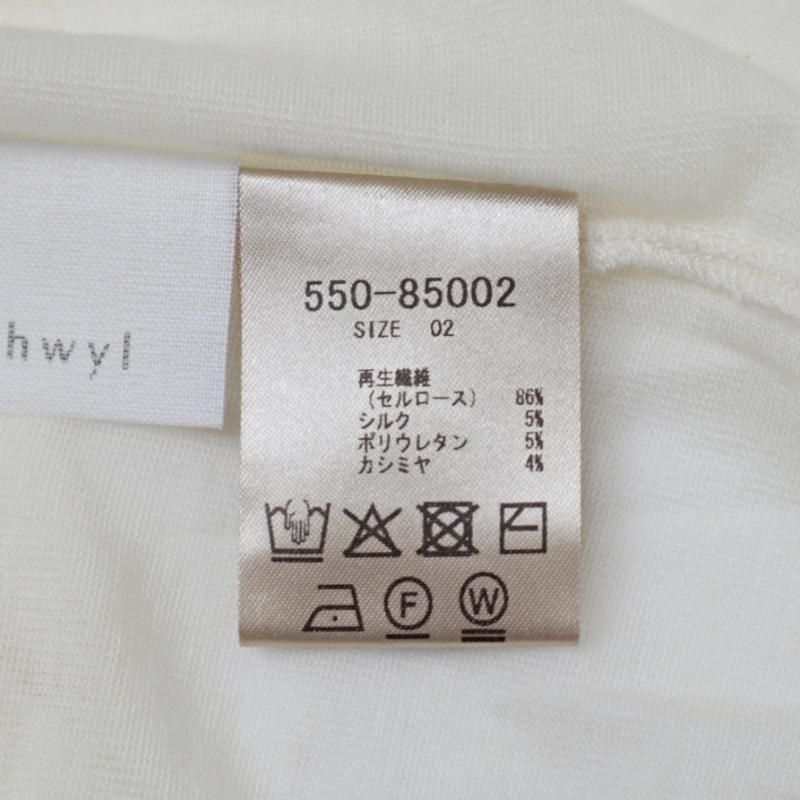 hwyl
550-85002
SIZE 02
再生繊維
（セルロース） 86%
シルク 5%
ポリウレタン 5%
カシミヤ 4%
F W